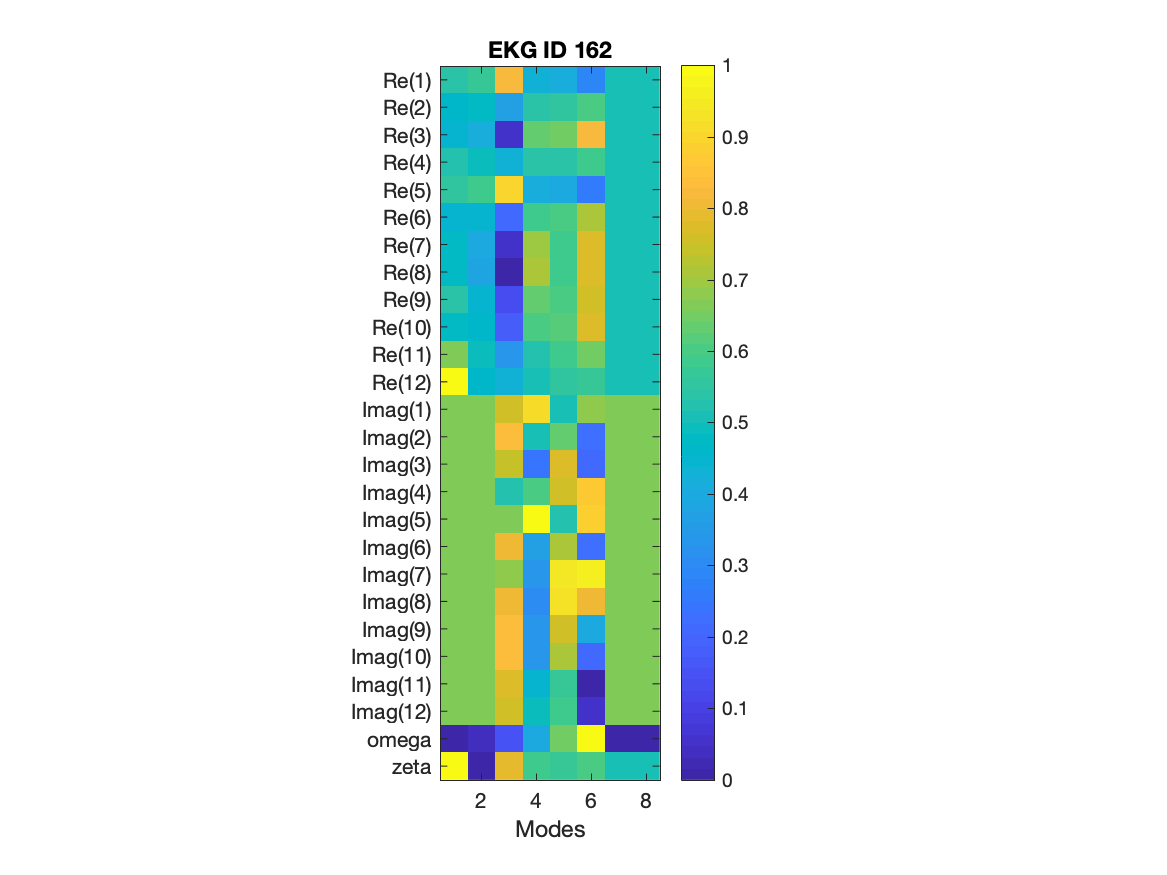 EKG ID 162
Re(1)
Re(2)
Re(3)
Re(4)
Re(5)
Re(6)
Re(7)
Re(8)
Re(9)
Re(10)
Re(11)
Re(12)
Imag(1)
Imag(2)
Imag(3)
Imag(4)
Imag(5)
Imag(6)
Imag(7)
Imag(8)
Imag(9)
Imag(10)
Imag(11)
Imag(12)
omega
zeta
2 4 6 8
Modes
1
0.9
0.8
0.7
0.6
0.5
0.4
0.3
0.2
0.1
0